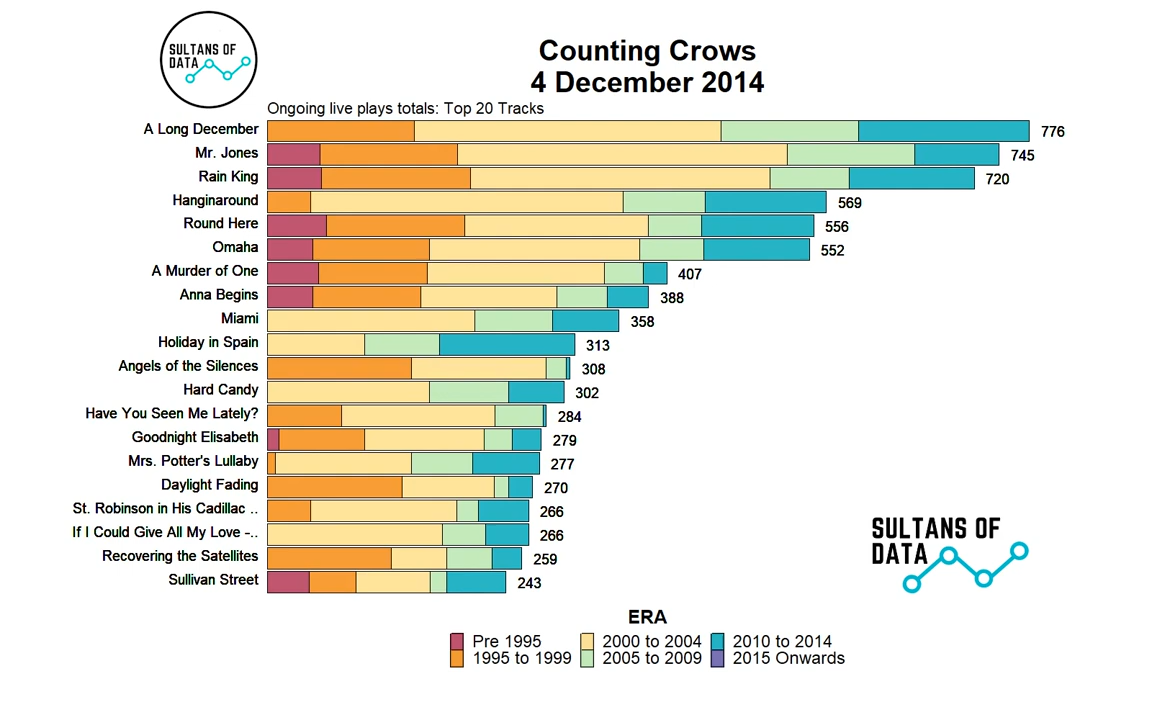 SULTANS OF
DATA
Counting Crows
4 December 2014
Ongoing live plays totals: Top 20 Tracks
A Long December 776
Mr. Jones 745
Rain King 720
Hanginaround 569
Round Here 556
Omaha 552
A Murder of One 407
Anna Begins 388
Miami 358
Holiday in Spain 313
Angels of the Silences 308
Hard Candy 302
Have You Seen Me Lately? 284
Goodnight Elisabeth 279
Mrs. Potter's Lullaby 277
Daylight Fading 270
St. Robinson in His Cadillac .. 266
If I Could Give All My Love -.. 266
Recovering the Satellites 259
Sullivan Street 243
SULTANS OF
DATA
ERA
Pre 1995 2000 to 2004 2010 to 2014
1995 to 1999 2005 to 2009 2015 Onwards